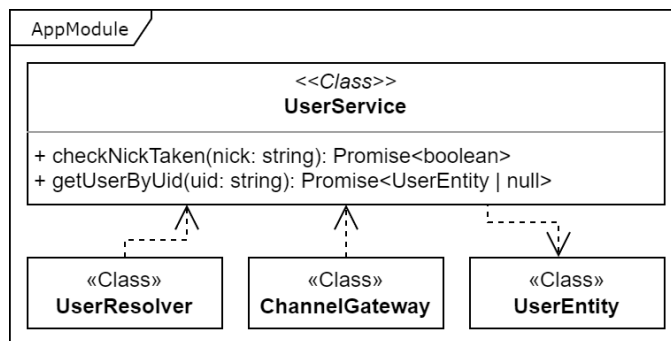 AppModule
<<Class>>
UserService
+ checkNickTaken(nick: string): Promise<boolean>
+ getUserByUid(uid: string): Promise<UserEntity | null>
«Class»
UserResolver
«Class»
ChannelGateway
«Class»
UserEntity